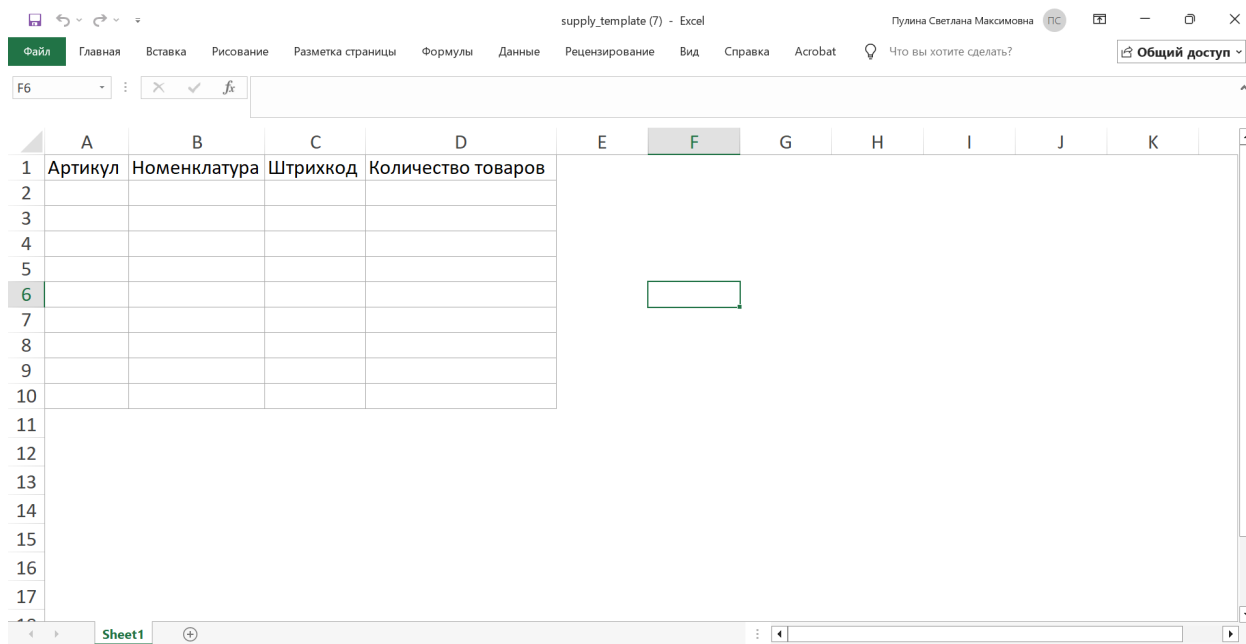 supply_template (7) - Excel
Пулина Светлана Максимовна ПС
Файл Главная Вставка Рисование Разметка страницы Формулы Данные Рецензирование Вид Справка Acrobat Что вы хотите сделать? Общий доступ
F6 fx
A B C D E F G H I J K
1 Артикул Номенклатура Штрихкод Количество товаров
2
3
4
5
6
7
8
9
10
11
12
13
14
15
16
17
Sheet1